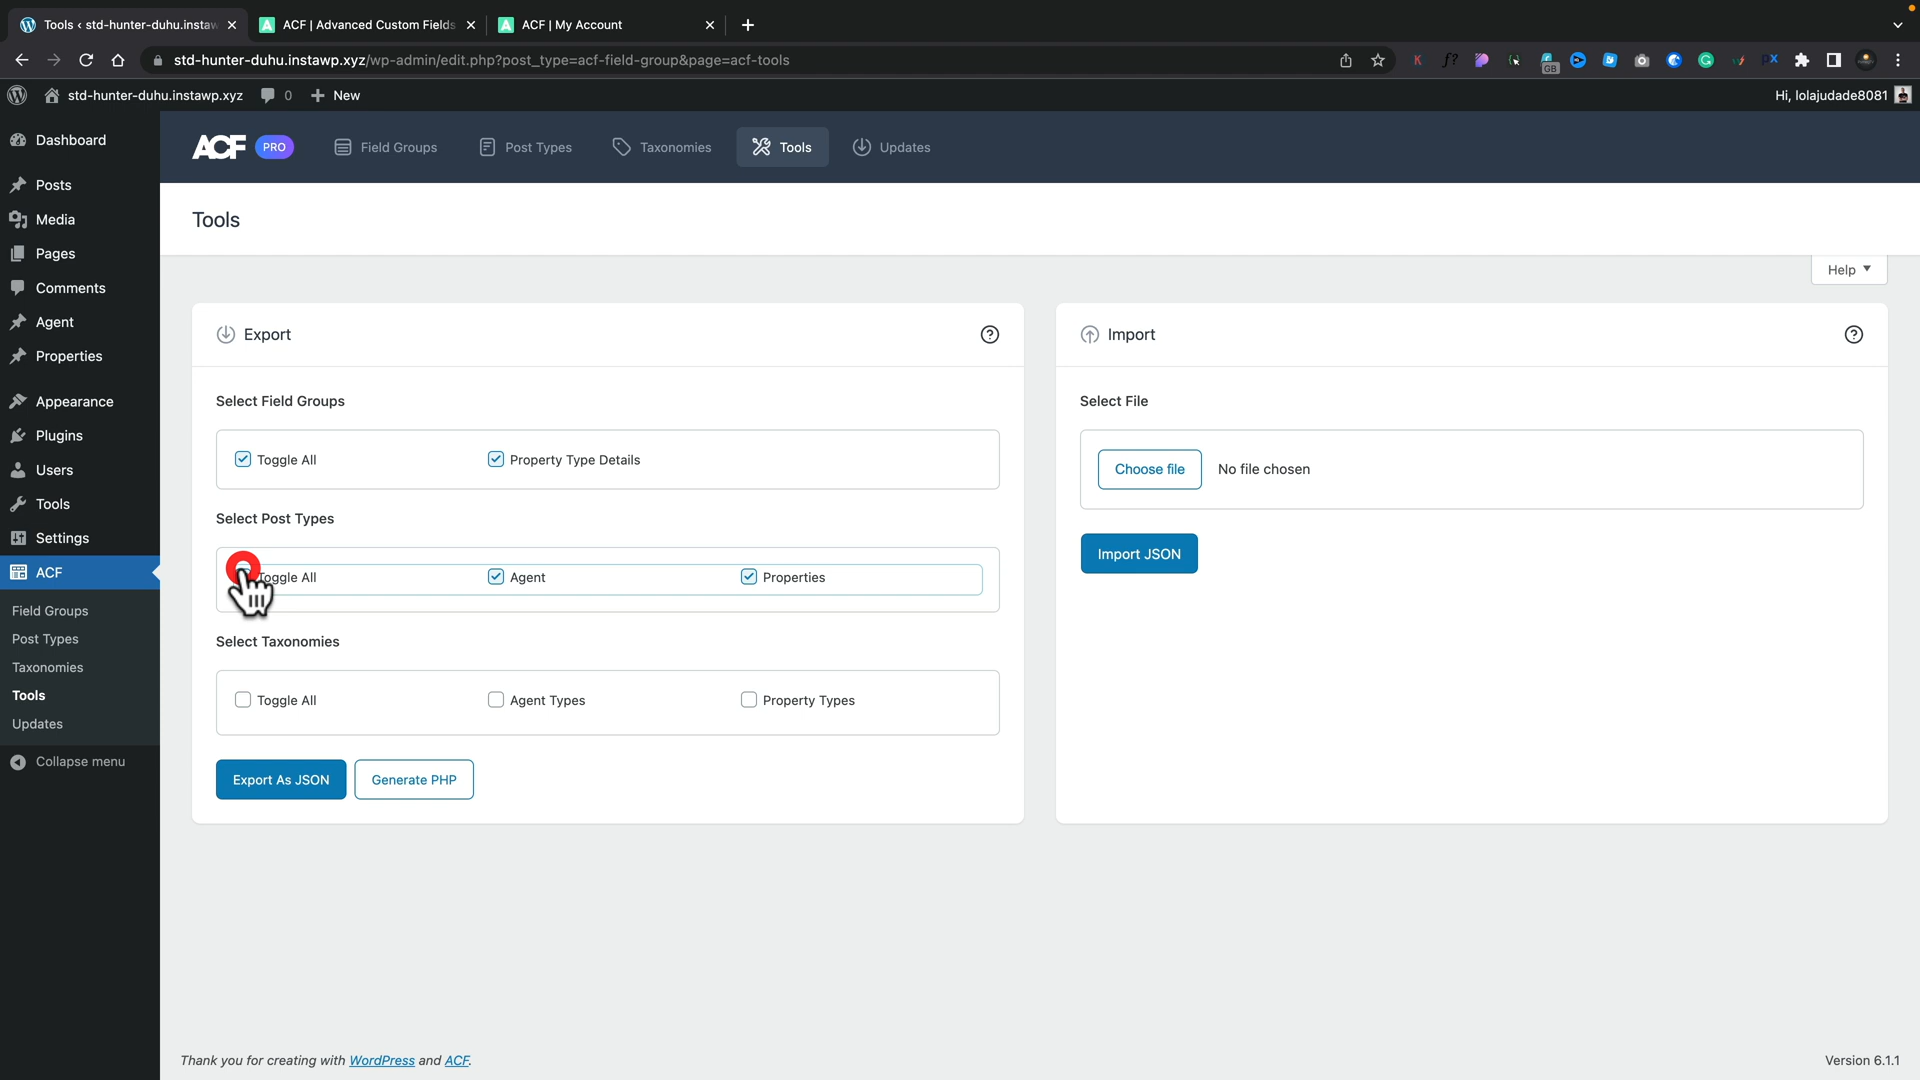 Tools < std-hunter-duhu.instaw
ACF | Advanced Custom Fields
ACF | My Account
std-hunter-duhu.instawp.xyz/wp-admin/edit.php?post_type=acf-field-group&page=acf-tools
std-hunter-duhu.instawp.xyz
0
New
Hi, lolajudade8081
Dashboard
Posts
Media
Pages
Comments
Agent
Properties
Appearance
Plugins
Users
Tools
Settings
ACF
Field Groups
Post Types
Taxonomies
Tools
Updates
Collapse menu
ACF PRO
Field Groups
Post Types
Taxonomies
Tools
Updates
Tools
Help
Export
Select Field Groups
Toggle All
Property Type Details
Select Post Types
Toggle All
Agent
Properties
Select Taxonomies
Toggle All
Agent Types
Property Types
Export As JSON
Generate PHP
Import
Select File
Choose file
No file chosen
Import JSON
Thank you for creating with WordPress and ACF.
Version 6.1.1